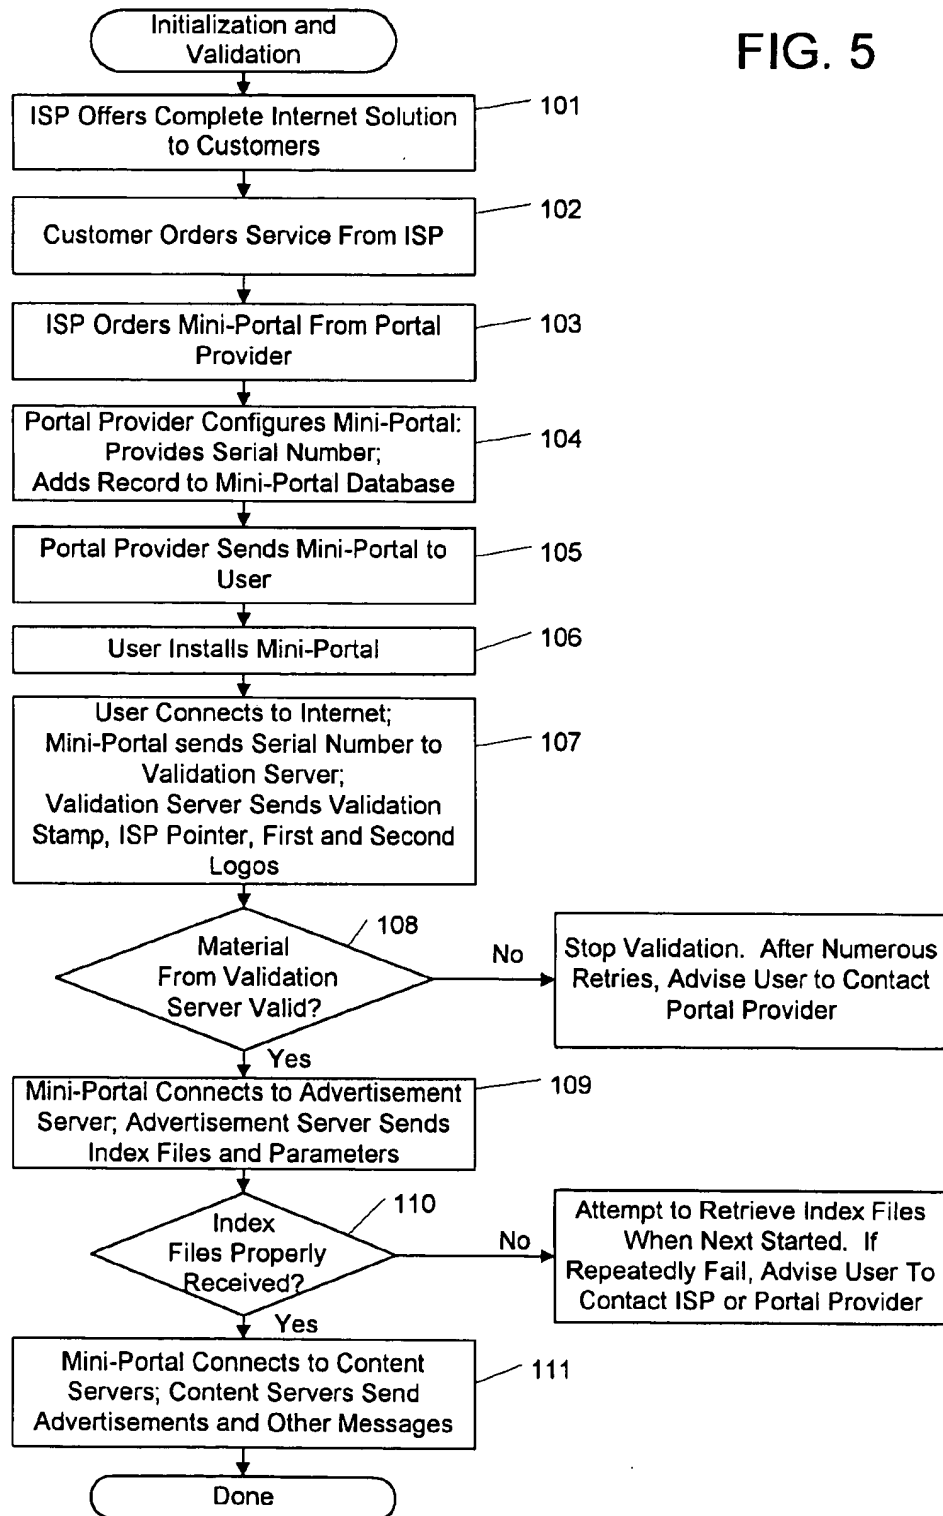 Initialization and
Validation
FIG. 5
ISP Offers Complete Internet Solution
to Customers
101
Customer Orders Service From ISP
102
ISP Orders Mini-Portal From Portal
Provider
103
Portal Provider Configures Mini-Portal:
Provides Serial Number;
Adds Record to Mini-Portal Database
104
Portal Provider Sends Mini-Portal to
User
105
User Installs Mini-Portal
106
User Connects to Internet;
Mini-Portal sends Serial Number to
Validation Server;
Validation Server Sends Validation
Stamp, ISP Pointer, First and Second
Logos
107
Material
From Validation
Server Valid?
108
No
Stop Validation. After Numerous
Retries, Advise User to Contact
Portal Provider
Yes
Mini-Portal Connects to Advertisement
Server; Advertisement Server Sends
Index Files and Parameters
109
Index
Files Properly
Received?
110
No
Attempt to Retrieve Index Files
When Next Started. If
Repeatedly Fail, Advise User To
Contact ISP or Portal Provider
Yes
Mini-Portal Connects to Content
Servers; Content Servers Send
Advertisements and Other Messages
111
Done